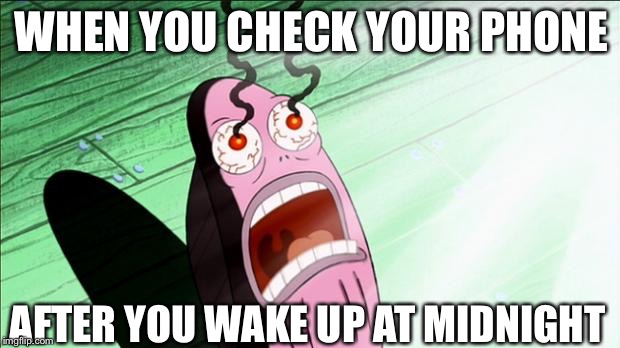 WHEN YOU CHECK YOUR PHONE
AFTER YOU WAKE UP AT MIDNIGHT
imgflip.com